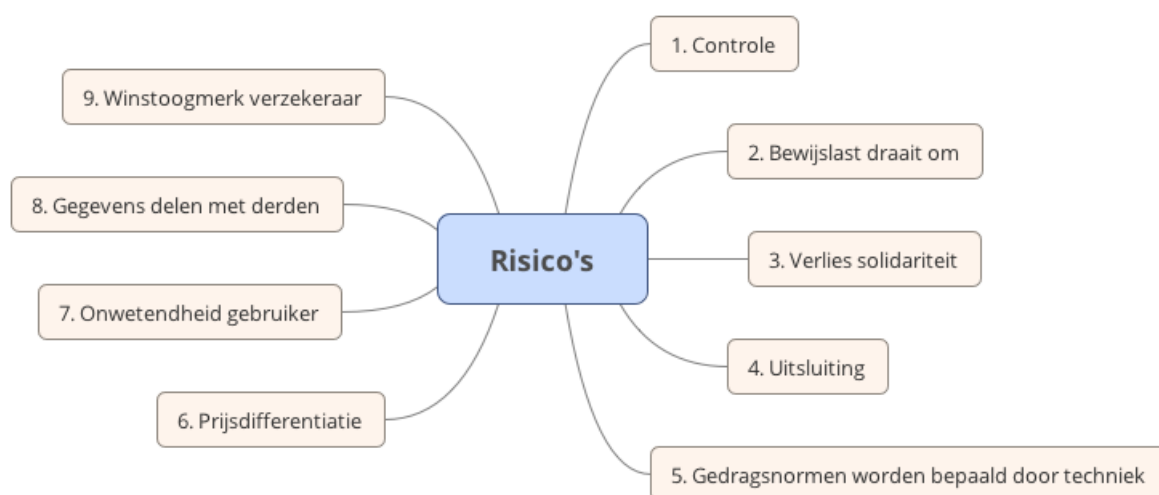 Risico's
1. Controle
2. Bewijslast draait om
3. Verlies solidariteit
4. Uitsluiting
5. Gedragsnormen worden bepaald door techniek
6. Prijsdifferentiatie
7. Onwetendheid gebruiker
8. Gegevens delen met derden
9. Winstoogmerk verzekeraar